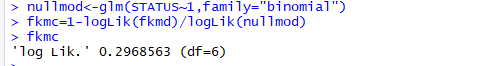 > nullmod<-glm(STATUS~1,family="binomial")
> fkmc=1-logLik(fkmd)/logLik(nullmod)
> fkmc
'log Lik.' 0.2968563 (df=6)